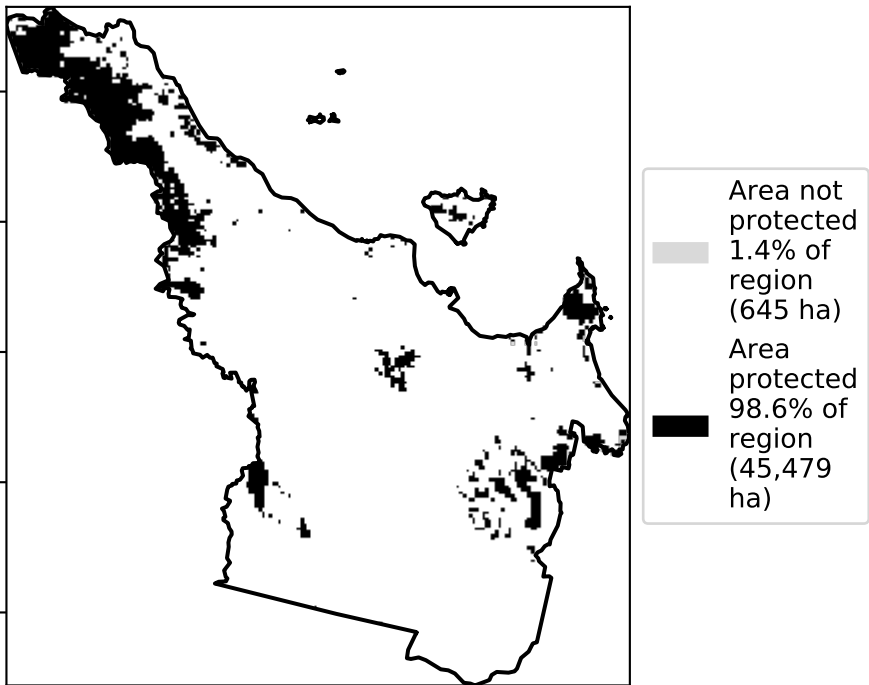 Area not
protected
1.4% of
region
(645 ha)
Area
protected
98.6% of
region
(45,479
ha)